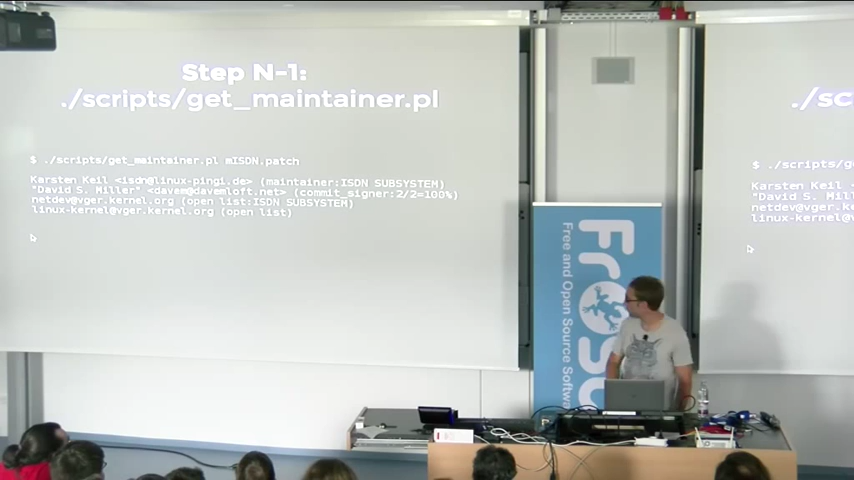 Step N-1:
./scripts/get_maintainer.pl
$ ./scripts/get_maintainer.pl mISDN.patch
Karsten Keil <isdn@linux-pingi.de> (maintainer:ISDN SUBSYSTEM)
"David S. Miller" <davem@davemloft.net> (commit_signer:2/2=100%)
netdev@vger.kernel.org (open list:ISDN SUBSYSTEM)
linux-kernel@vger.kernel.org (open list)
./sc
$ ./scripts/get_mainta
Karsten Keil
"David S. Mill
netdev@vger.ke
linux-kernel@v
FrOSC
Free and Open Source Softwa